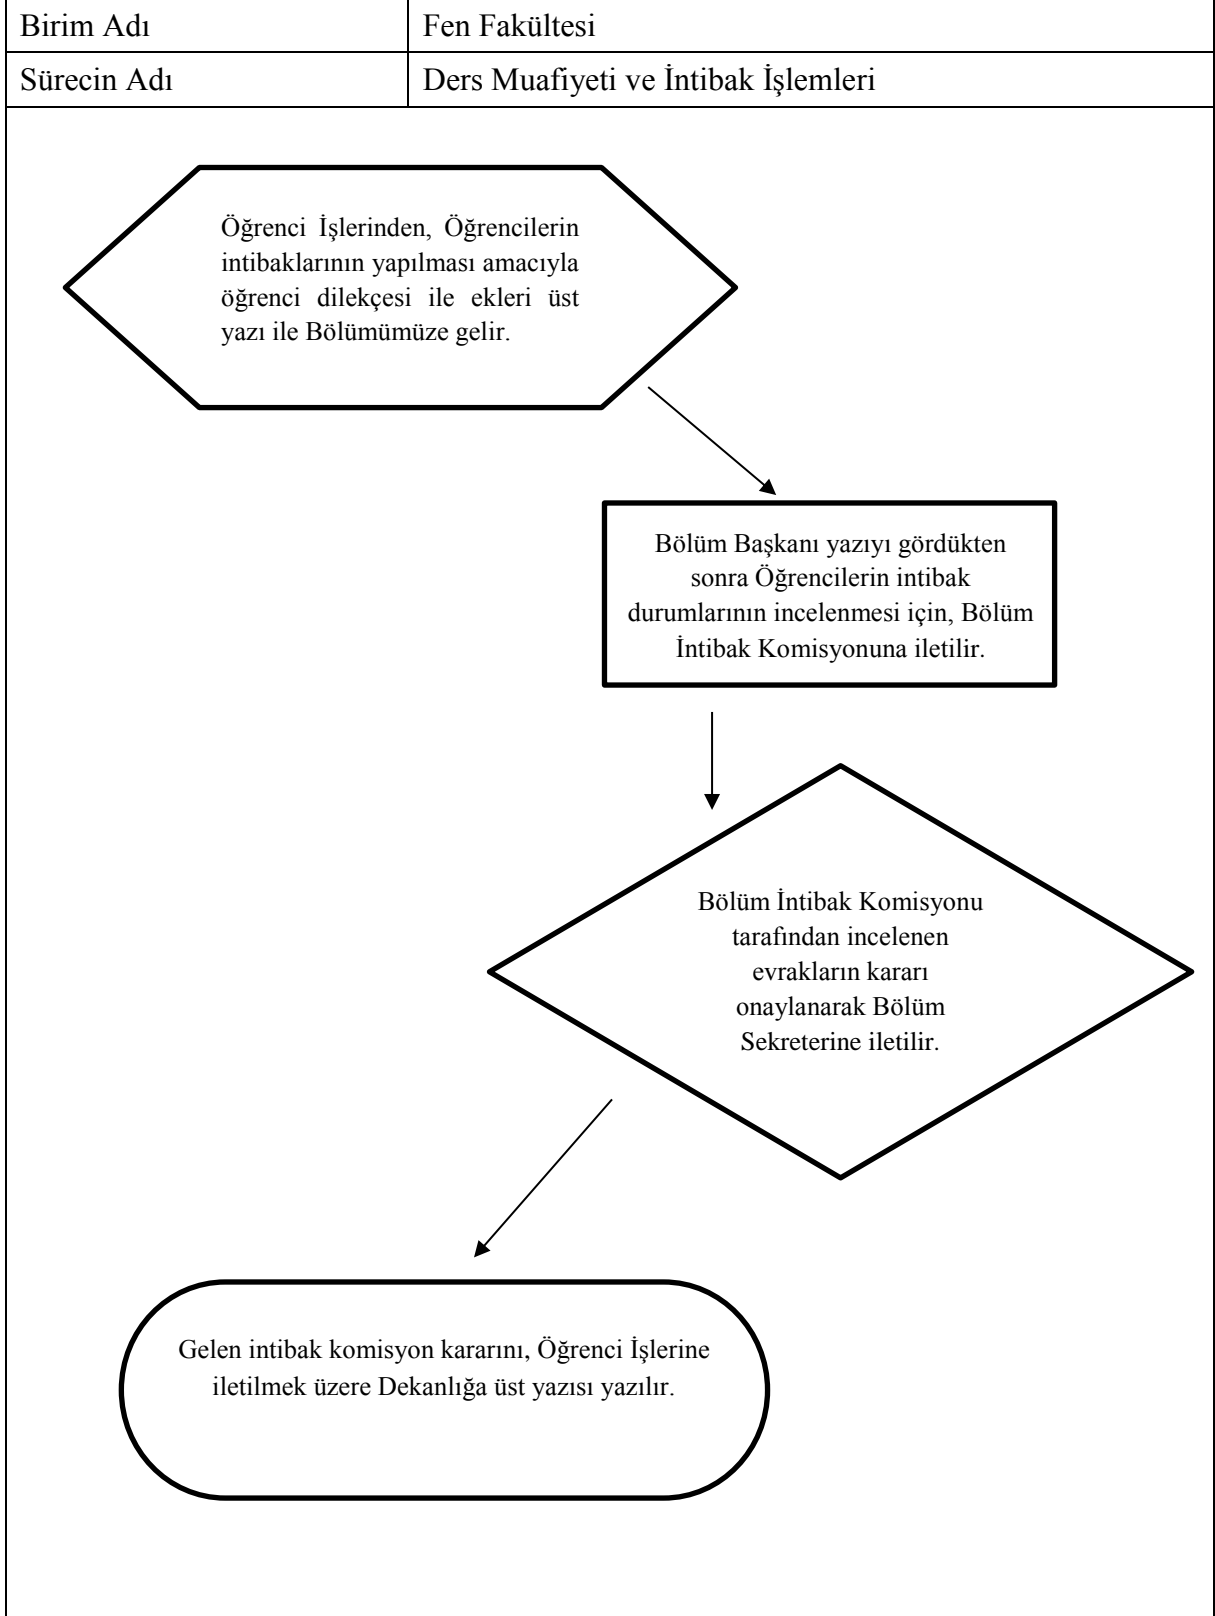 Birim Adı
Fen Fakültesi
Sürecin Adı
Ders Muafiyeti ve İntibak İşlemleri
Öğrenci İşlerinden, Öğrencilerin
intibaklarının yapılması amacıyla
öğrenci dilekçesi ile ekleri üst
yazı ile Bölümümüze gelir.
Bölüm Başkanı yazıyı gördükten
sonra Öğrencilerin intibak
durumlarının incelenmesi için, Bölüm
İntibak Komisyonuna iletilir.
Bölüm İntibak Komisyonu
tarafından incelenen
evrakların kararı
onaylanarak Bölüm
Sekreterine iletilir.
Gelen intibak komisyon kararını, Öğrenci İşlerine
iletilmek üzere Dekanlığa üst yazısı yazılır.